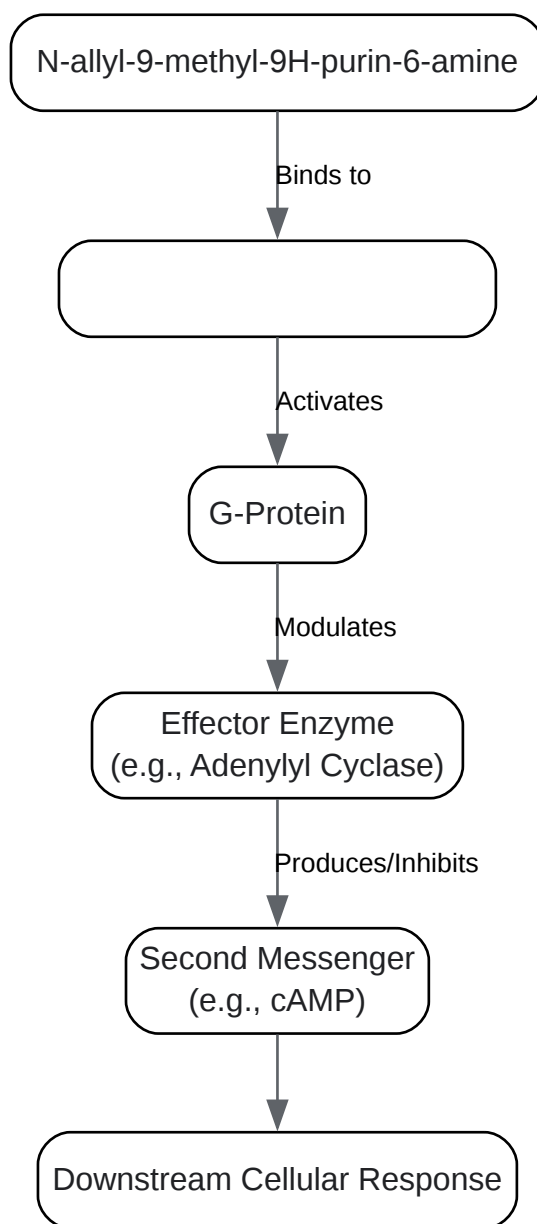 N-allyl-9-methyl-9H-purin-6-amine
Binds to
Activates
G-Protein
Modulates
Effector Enzyme
(e.g., Adenylyl Cyclase)
Produces/Inhibits
Second Messenger
(e.g., cAMP)
Downstream Cellular Response